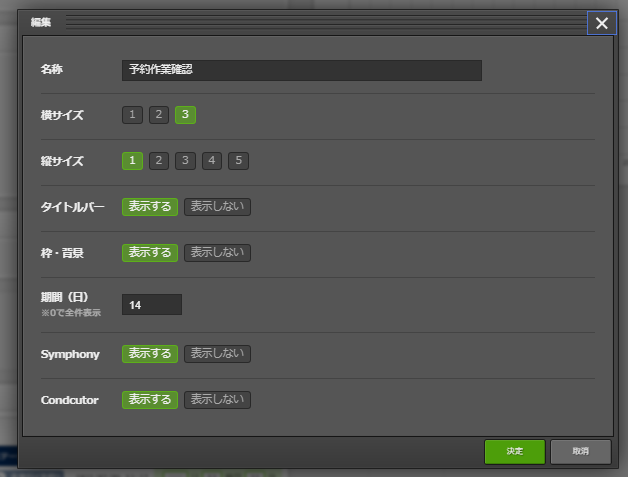 編集
名称 予約作業確認
横サイズ 1 2 3
縦サイズ 1 2 3 4 5
タイトルバー 表示する 表示しない
枠・背景 表示する 表示しない
期間（日） 14
※0で全件表示
Symphony 表示する 表示しない
Condcutor 表示する 表示しない
決定 取消